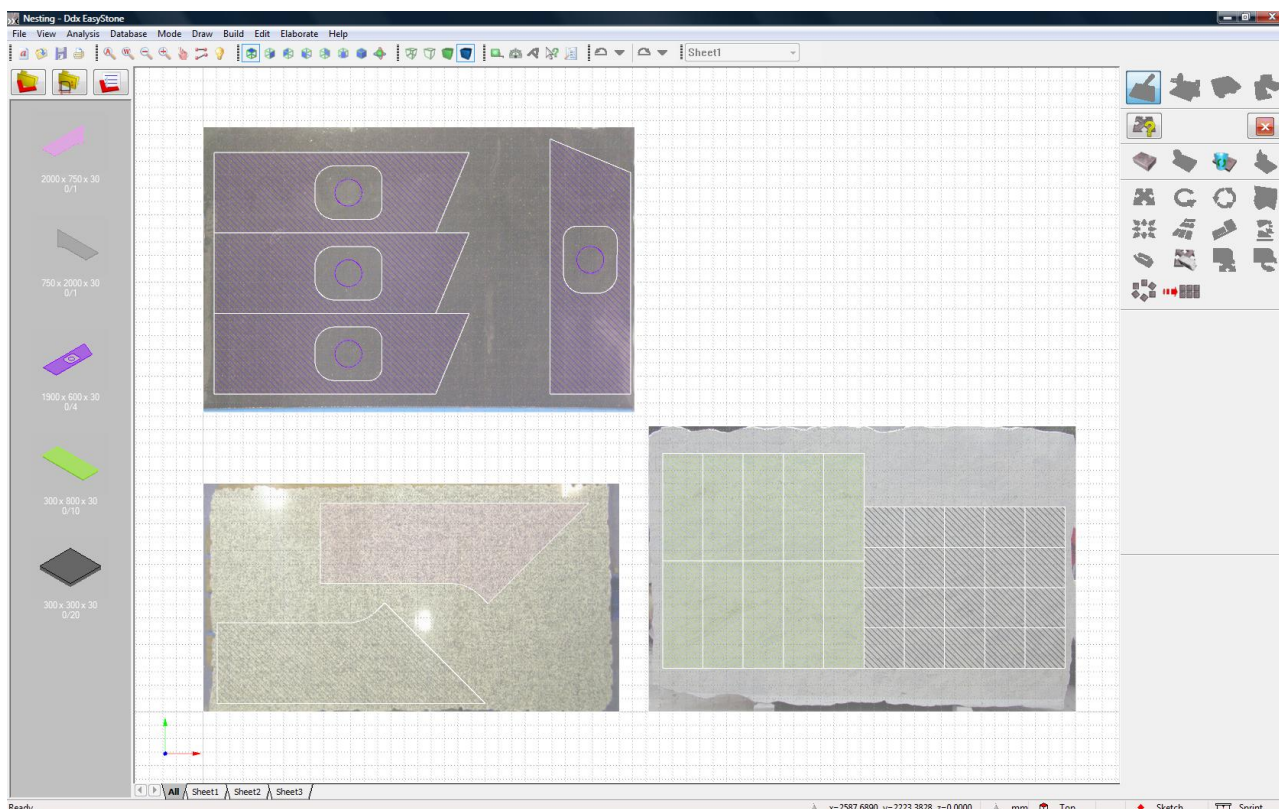 Nesting - Ddx EasyStone
File View Analysis Database Mode Draw Build Edit Elaborate Help
Sheet1
2000 x 750 x 30
0/1
750 x 2000 x 30
0/1
1900 x 600 x 30
0/4
300 x 800 x 30
0/10
300 x 300 x 30
0/20
All Sheet1 Sheet2 Sheet3
Ready x=2587.6890 y=2223.3828 z=0.0000 mm Top Sketch Sprint